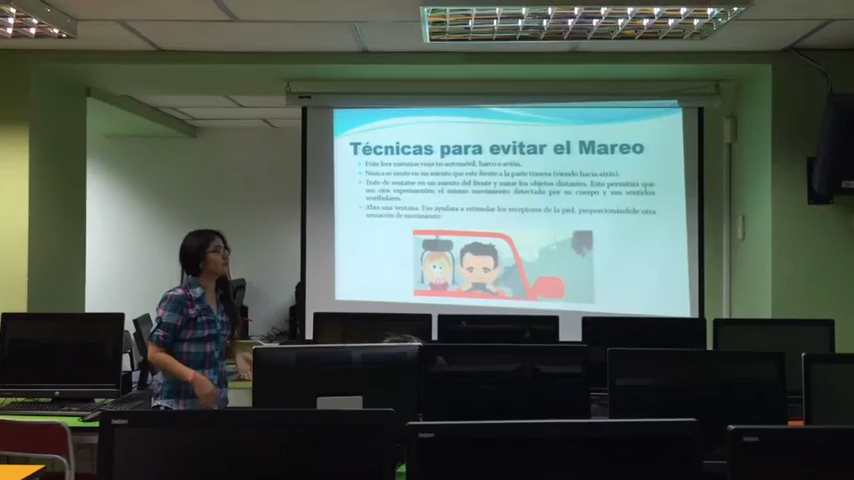 Técnicas para evitar el Mareo
Evite leer mientras viaja en automóvil, barco o avión.
Nunca se siente en un asiento que este frente a la parte trasera (viendo hacia atrás).
Trate de sentarse en un asiento del frente y mirar los objetos distantes. Esto permitirá que
sus ojos experimenten el mismo movimiento detectado por su cuerpo y sus sentidos
vestibulares.
Abra una ventana. Eso ayudara a estimular los receptores de la piel, proporcionándole otra
sensación de movimiento